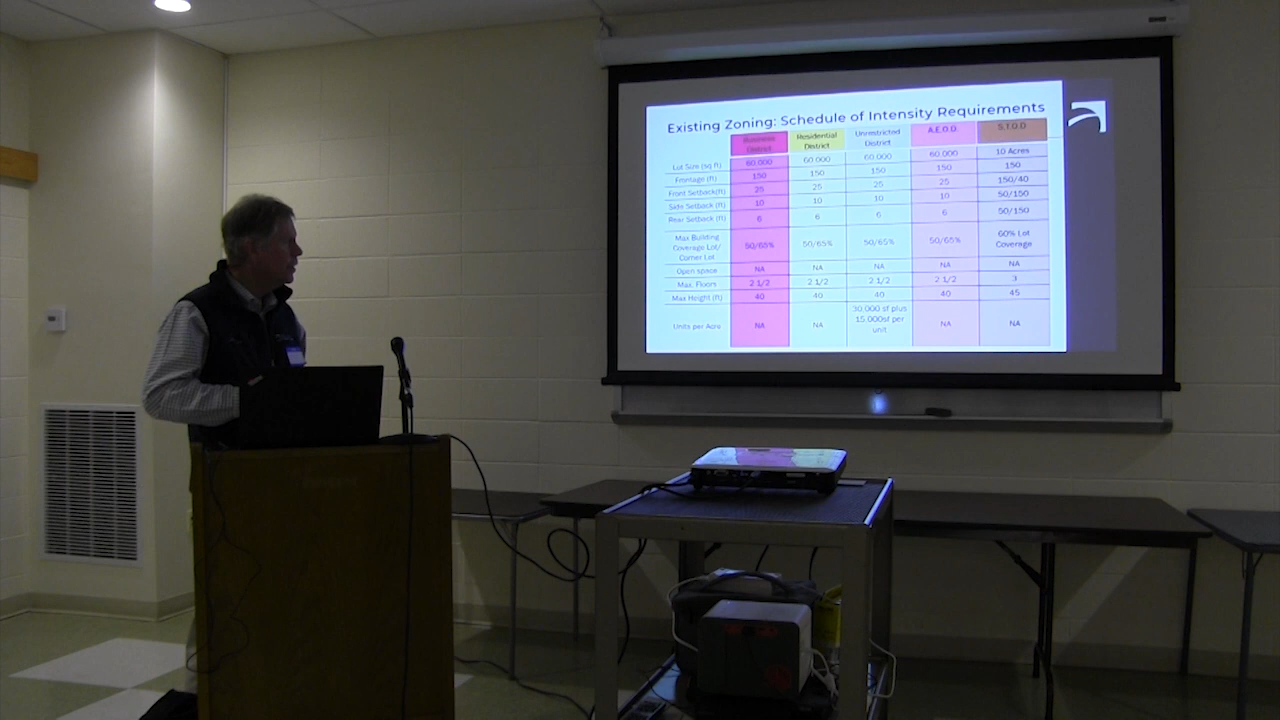 Existing Zoning: Schedule of Intensity Requirements
Business District Residential District Unrestricted District A.E.O.D. S.T.O.D
Lot Size (sq ft) 60.000 60.000 60.000 60.000 10 Acres
Frontage (ft) 150 150 150 150 150
Front Setback(ft) 25 25 25 25 150/40
Side Setback (ft) 10 10 10 10 50/150
Rear Setback (ft) 6 6 6 6 50/150
Max Building Coverage Lot/ Corner Lot 50/65% 50/65% 50/65% 50/65% 60% Lot Coverage
Open space NA NA NA NA NA
Max. Floors 2 1/2 2 1/2 2 1/2 2 1/2 3
Max Height (ft) 40 40 40 40 45
Units per Acre NA NA 30.000 sf plus 15.000sf per unit NA NA